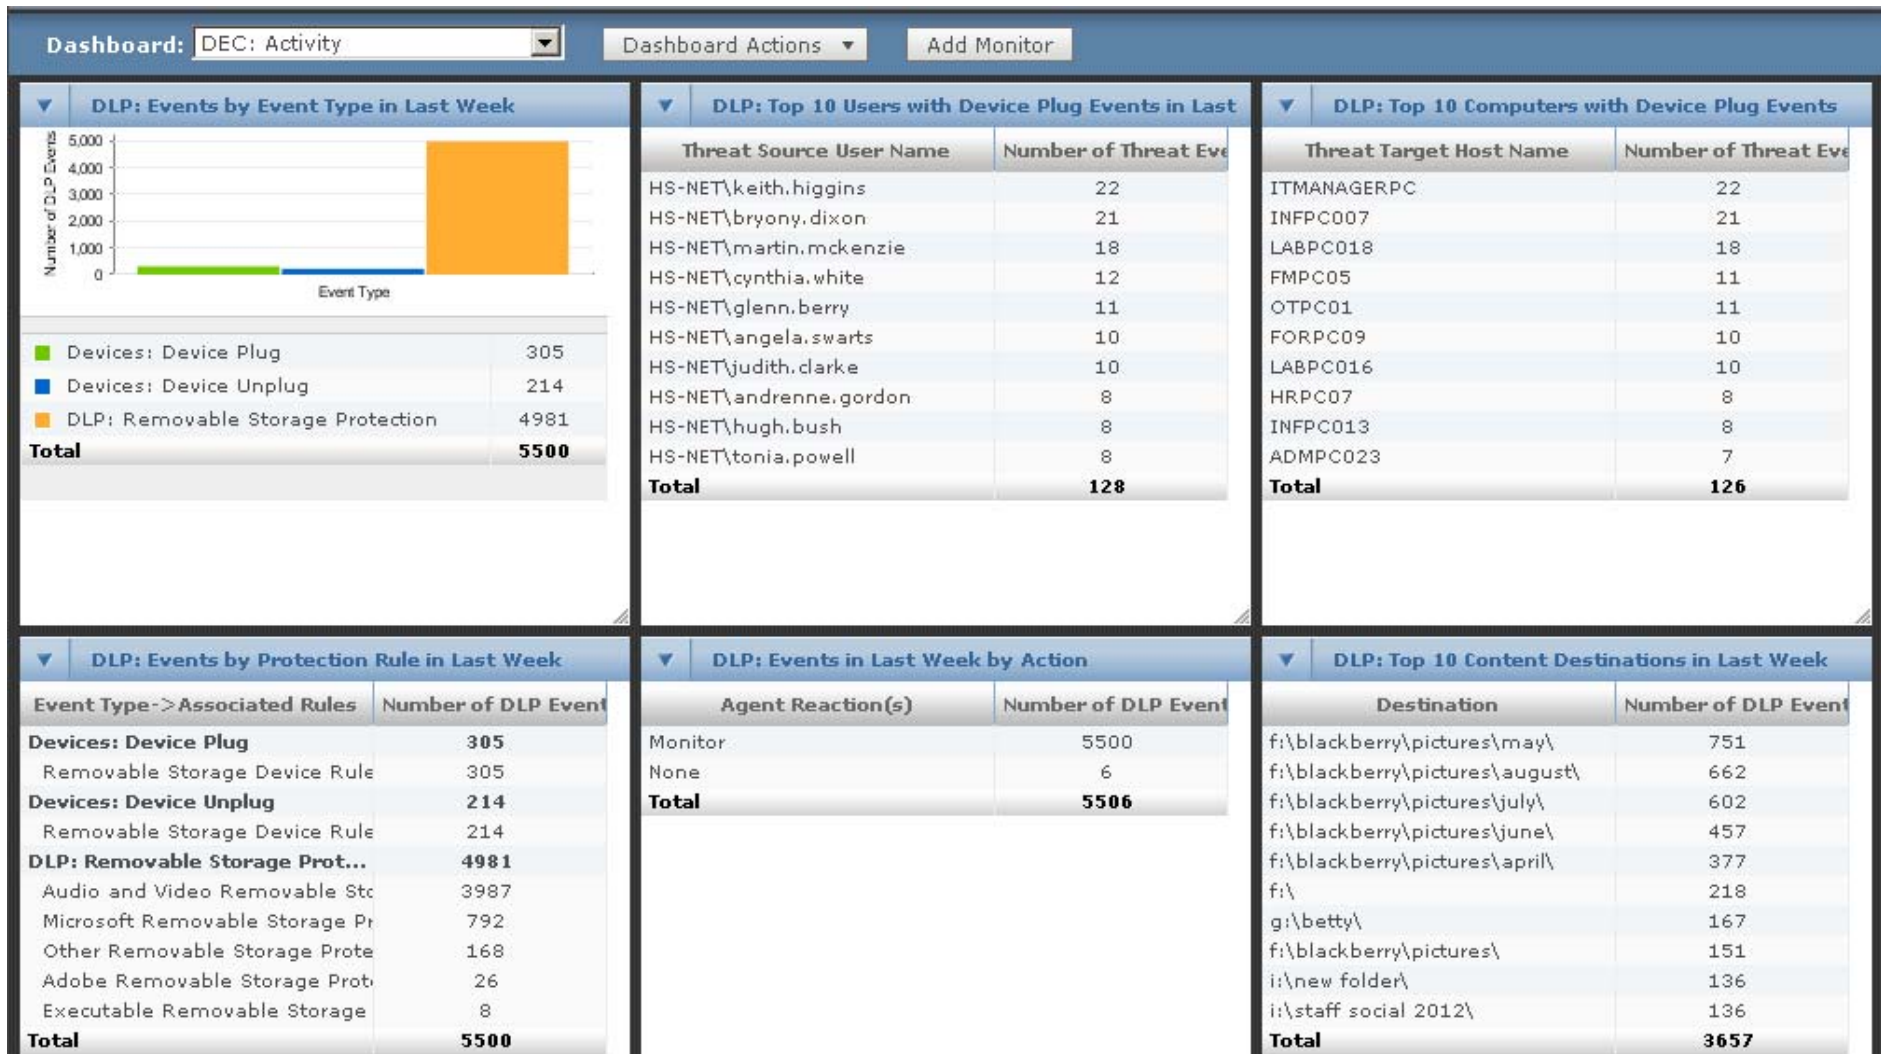 Dashboard: DEC: Activity Dashboard Actions Add Monitor
DLP: Events by Event Type in Last Week
Number of DLP Events
5,000
4,000
3,000
2,000
1,000
0
Event Type
Devices: Device Plug 305
Devices: Device Unplug 214
DLP: Removable Storage Protection 4981
Total 5500
DLP: Top 10 Users with Device Plug Events in Last
Threat Source User Name Number of Threat Eve
HS-NET\keith.higgins 22
HS-NET\bryony.dixon 21
HS-NET\martin.mckenzie 18
HS-NET\cynthia.white 12
HS-NET\glenn.berry 11
HS-NET\angela.swarts 10
HS-NET\judith.clarke 10
HS-NET\andrenne.gordon 8
HS-NET\hugh.bush 8
HS-NET\tonia.powell 8
Total 128
DLP: Top 10 Computers with Device Plug Events
Threat Target Host Name Number of Threat Eve
ITMANAGERPC 22
INFPC007 21
LABPC018 18
FMPC05 11
OTPC01 11
FORPC09 10
LABPC016 10
HRPC07 8
INFPC013 8
ADMPC023 7
Total 126
DLP: Events by Protection Rule in Last Week
Event Type->Associated Rules Number of DLP Event
Devices: Device Plug 305
Removable Storage Device Rule 305
Devices: Device Unplug 214
Removable Storage Device Rule 214
DLP: Removable Storage Prot... 4981
Audio and Video Removable Sto 3987
Microsoft Removable Storage Pr 792
Other Removable Storage Prote 168
Adobe Removable Storage Prot 26
Executable Removable Storage 8
Total 5500
DLP: Events in Last Week by Action
Agent Reaction(s) Number of DLP Event
Monitor 5500
None 6
Total 5506
DLP: Top 10 Content Destinations in Last Week
Destination Number of DLP Event
f:\blackberry\pictures\may\ 751
f:\blackberry\pictures\august\ 662
f:\blackberry\pictures\july\ 602
f:\blackberry\pictures\june\ 457
f:\blackberry\pictures\april\ 377
f:\ 218
g:\betty\ 167
f:\blackberry\pictures\ 151
i:\new folder\ 136
i:\staff social 2012\ 136
Total 3657